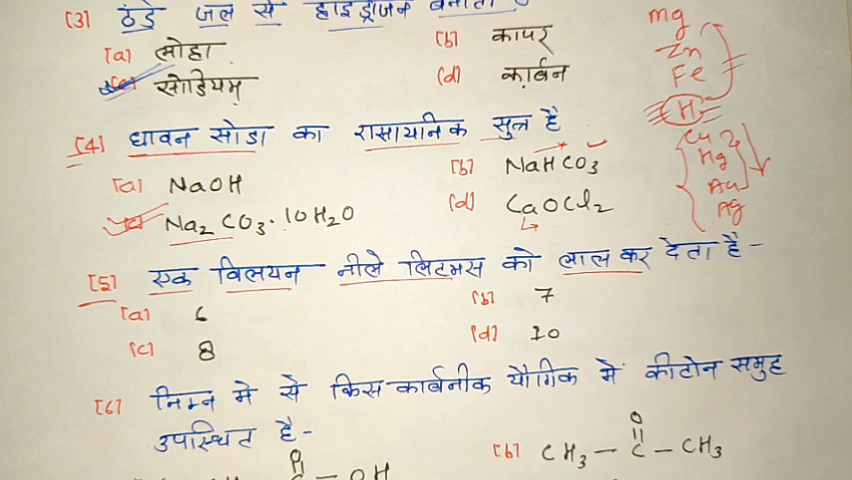 (3) ठंडे जल से हाइड्रोजन बनाता
(a) लोहा (b) कापर
सोडियम् (d) कार्बन
(4) धावन सोडा का रासायनिक सुत्र है
(a) NaOH (b) NaHCO3
Na2CO3.10H2O (d) CaOCl2
(5) एक विलयन नीले लिटमस को लाल कर देता है -
(a) 6 (b) 7
(c) 8 (d) 10
(6) निम्न मे से किस कार्बनीक यौगिक में कीटोन समुह
उपस्थित है -
O
O
(b) CH3 - C - CH3
C - OH
Mg
Zn
Fe
H
Cu
Hg
Au
Ag